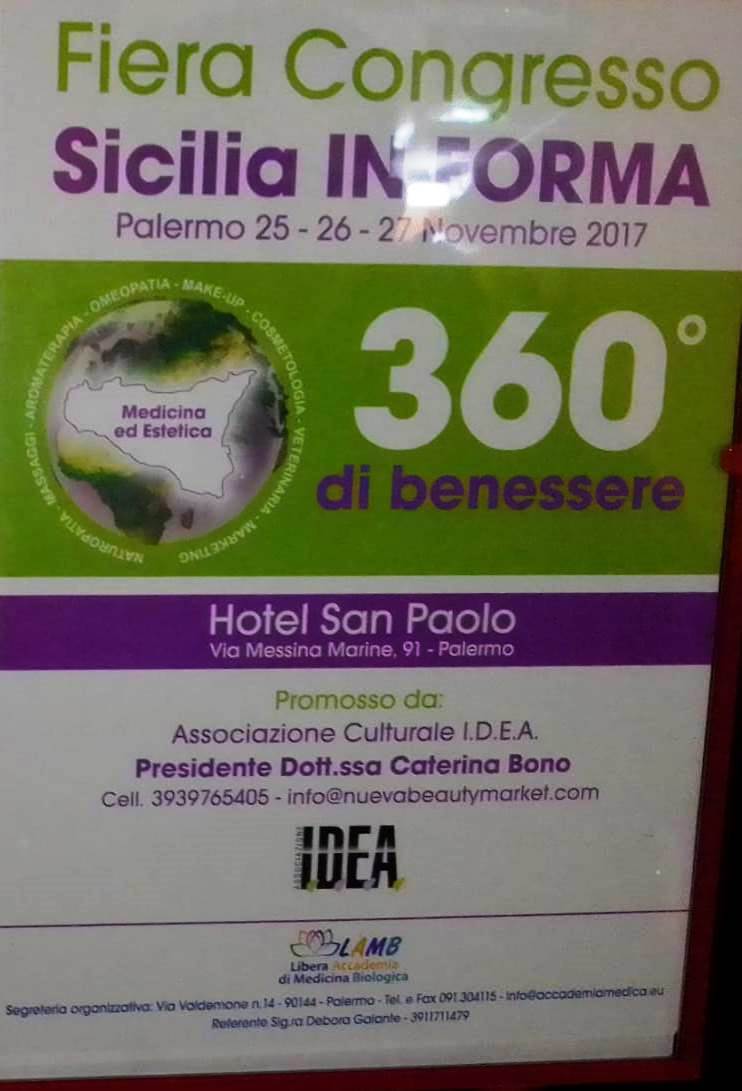 Fiera Congresso
Sicilia IN FORMA
Palermo 25 - 26 - 27 Novembre 2017
NATUROPATIA - MASSAGGI - AROMATERAPIA - OMEOPATIA - MAKE-UP - COSMETOLOGIA - VETERINARIA - MARKETING
Medicina
ed Estetica
360°
di benessere
Hotel San Paolo
Via Messina Marine, 91 - Palermo
Promosso da:
Associazione Culturale I.D.E.A.
Presidente Dott.ssa Caterina Bono
Cell. 3939765405 - info@nuevabeautymarket.com
ASSOCIAZIONE
I.D.E.A.
LAMB
Libera Accademia
di Medicina Biologica
Segreteria organizzativa: Via Valdemone n.14 - 90144 - Palermo - Tel. e Fax 091.304115 - info@accademiamedica.eu
Referente Sig.ra Debora Galante - 3911711479